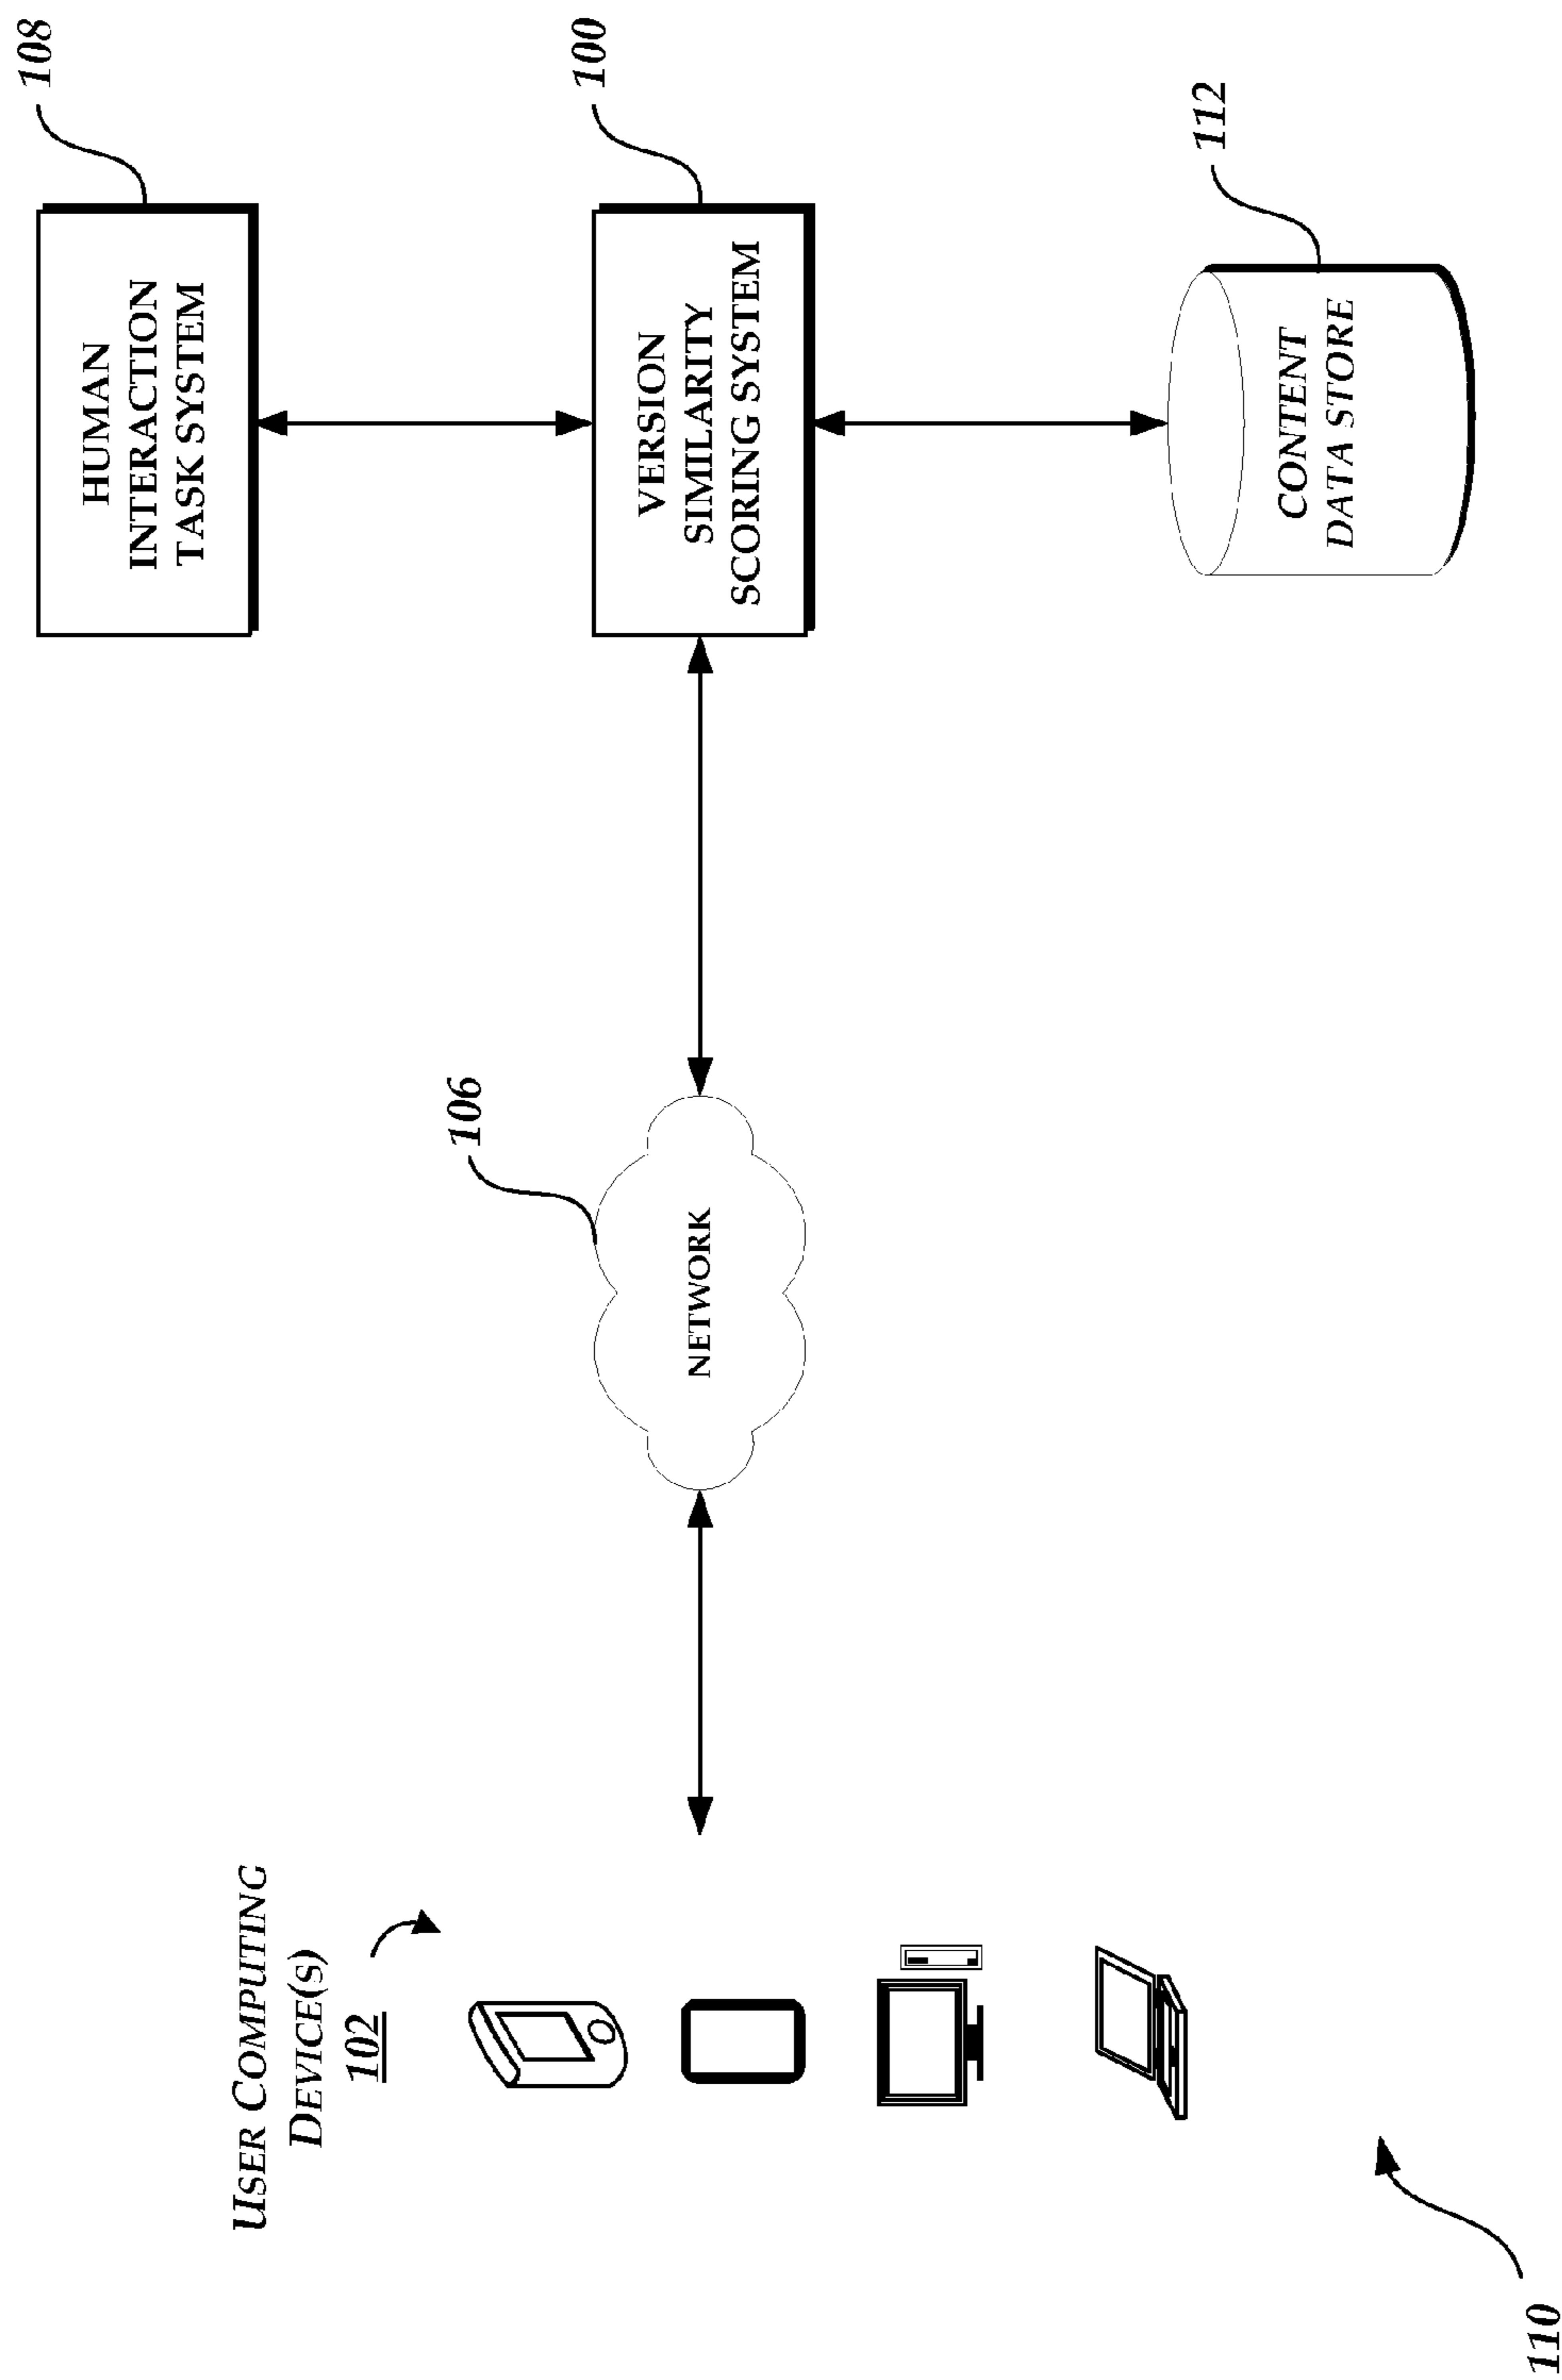 USER COMPUTING
DEVICE(S)
102
106
NETWORK
108
HUMAN
INTERACTION
TASK SYSTEM
100
VERSION
SIMILARITY
SCORING SYSTEM
112
CONTENT
DATA STORE
110